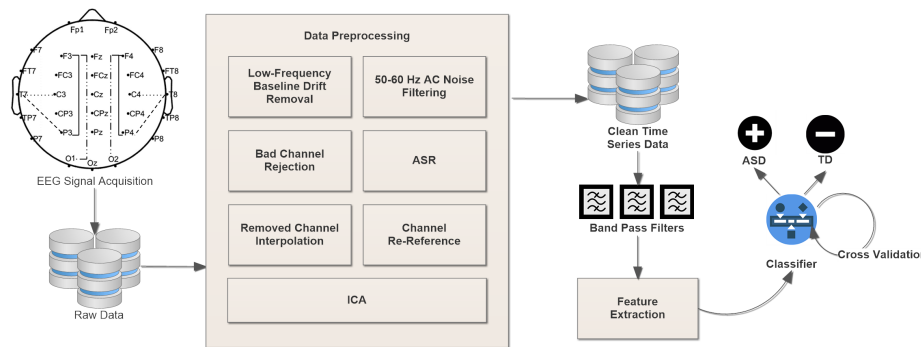 Fp1 Fp2
F7 F3 Fz F4 F8
FT7 FC3 FCz FC4 FT8
T7 C3 Cz C4 T8
TP7 CP3 CPz CP4 TP8
P7 P3 Pz P4 P8
O1 Oz O2
EEG Signal Acquisition
Raw Data
Data Preprocessing
Low-Frequency
Baseline Drift
Removal
50-60 Hz AC Noise
Filtering
Bad Channel
Rejection
ASR
Removed Channel
Interpolation
Channel
Re-Reference
ICA
Clean Time
Series Data
Band Pass Filters
Feature
Extraction
ASD
TD
Classifier
Cross Validation